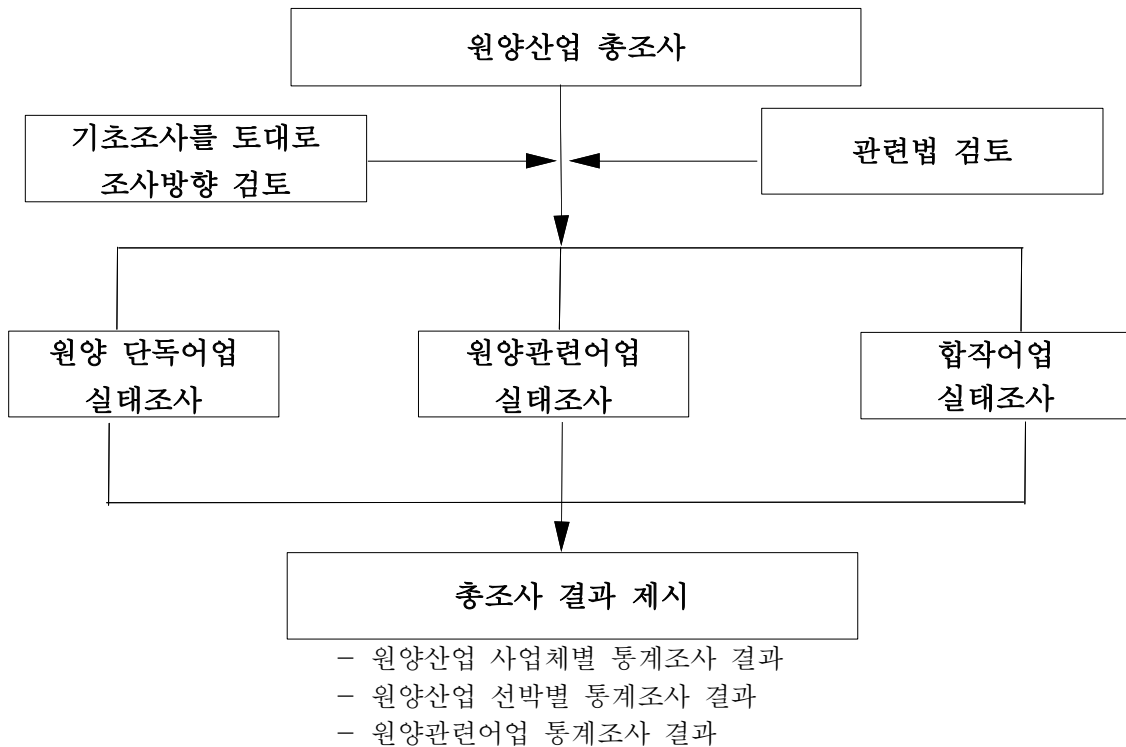 원양산업 총조사
기초조사를 토대로
조사방향 검토
관련법 검토
원양 단독어업
실태조사
원양관련어업
실태조사
합작어업
실태조사
총조사 결과 제시
- 원양산업 사업체별 통계조사 결과
- 원양산업 선박별 통계조사 결과
- 원양관련어업 통계조사 결과